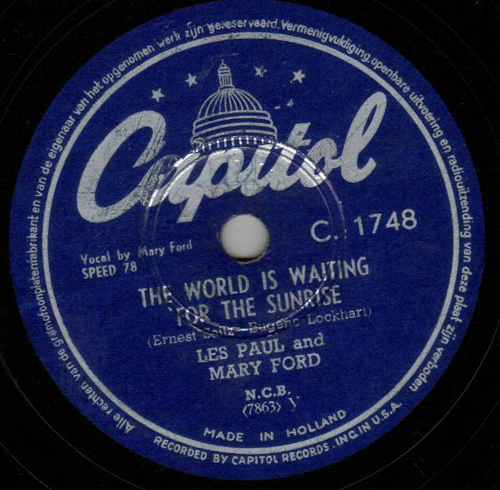 Alle rechten van de gramofoonplatenfabrikant en van de eigenaar van het opgenomen werk zijn gereserveerd. Vermenigvuldiging, openbare uitvoering en radiouitzending van deze plaat zijn verboden
Capitol
C. 1748
Vocal by Mary Ford
SPEED 78
THE WORLD IS WAITING
FOR THE SUNRISE
(Ernest Seitz - Eugene Lockhart)
LES PAUL and
MARY FORD
N.C.B.
(7863) V
MADE IN HOLLAND
RECORDED BY CAPITOL RECORDS. INC. IN U.S.A.